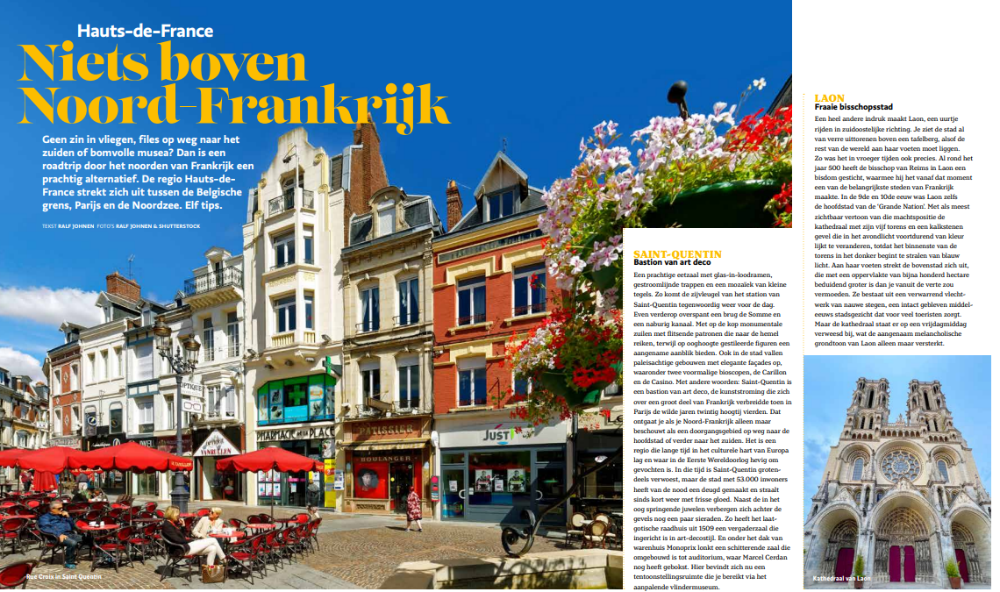 Hauts-de-France
Niets boven
Noord-Frankrijk
Geen zin in vliegen, files op weg naar het
zuiden of bomvolle musea? Dan is een
roadtrip door het noorden van Frankrijk een
prachtig alternatief. De regio Hauts-de-
France strekt zich uit tussen de Belgische
grens, Parijs en de Noordzee. Elf tips.
TEKST RALF JOHNEN FOTO'S RALF JOHNEN & SHUTTERSTOCK
OPTIQUE
VANRULLEN
PHARMACIE DE LA PLACE
PATISSIER
BOULANGER
JUST
Rue Croix in Saint Quentin
SAINT-QUENTIN
Bastion van art deco
Een prachtige eetzaal met glas-in-loodramen,
gestroomlijnde trappen en een mozaïek van kleine
tegels. Zo komt de zijvleugel van het station van
Saint-Quentin tegenwoordig weer voor de dag.
Even verderop overspant een brug de Somme en
een naburig kanaal. Met op de kop monumentale
zuilen met flitsende patronen die naar de hemel
reiken, terwijl op ooghoogte gestileerde figuren een
aangename aanblik bieden. Ook in de stad vallen
paleisachtige gebouwen met elegante façades op,
waaronder twee voormalige bioscopen, de Carillon
en de Casino. Met andere woorden: Saint-Quentin is
een bastion van art deco, de kunststroming die zich
over een groot deel van Frankrijk verbreidde toen in
Parijs de wilde jaren twintig hoogtij vierden. Dat
ontgaat je als je Noord-Frankrijk alleen maar
beschouwt als een doorgangsgebied op weg naar de
hoofdstad of verder naar het zuiden. Het is een
regio die lange tijd in het culturele hart van Europa
lag en waar in de Eerste Wereldoorlog hevig om
gevochten is. In die tijd is Saint-Quentin groten-
deels verwoest, maar de stad met 53.000 inwoners
heeft van de nood een deugd gemaakt en straalt
sinds kort weer met frisse gloed. Naast de in het
oog springende juwelen verbergen zich achter de
gevels nog een paar sieraden. Zo heeft het laat-
gotische raadhuis uit 1509 een vergaderzaal die
ingericht is in art-decostijl. En onder het dak van
warenhuis Monoprix lonkt een schitterende zaal die
omgebouwd is tot auditorium, waar Marcel Cerdan
nog heeft gebokst. Hier bevindt zich nu een
tentoonstellingsruimte die je bereikt via het
aanpalende vlindermuseum.
LAON
Fraaie bisschopsstad
Een heel andere indruk maakt Laon, een uurtje
rijden in zuidoostelijke richting. Je ziet de stad al
van verre uittorenen boven een tafelberg, alsof de
rest van de wereld aan haar voeten moet liggen.
Zo was het in vroeger tijden ook precies. Al rond het
jaar 500 heeft de bisschop van Reims in Laon een
bisdom gesticht, waarmee hij het vanaf dat moment
een van de belangrijkste steden van Frankrijk
maakte. In de 9de en 10de eeuw was Laon zelfs
de hoofdstad van de 'Grande Nation'. Met als meest
zichtbaar vertoon van die machtspositie de
kathedraal met zijn vijf torens en een kalkstenen
gevel die in het avondlicht voortdurend van kleur
lijkt te veranderen, totdat het binnenste van de
torens in het donker begint te stralen van blauw
licht. Aan haar voeten strekt de bovenstad zich uit,
die met een oppervlakte van bijna honderd hectare
beduidend groter is dan je vanuit de verte zou
vermoeden. Ze bestaat uit een verwarrend vlecht-
werk van nauwe stegen, een intact gebleven middel-
eeuws stadsgezicht dat voor veel toeristen zorgt.
Maar de kathedraal staat er op een vrijdagmiddag
verweesd bij, wat de aangenaam melancholische
grondtoon van Laon alleen maar versterkt.
Kathedraal van Laon